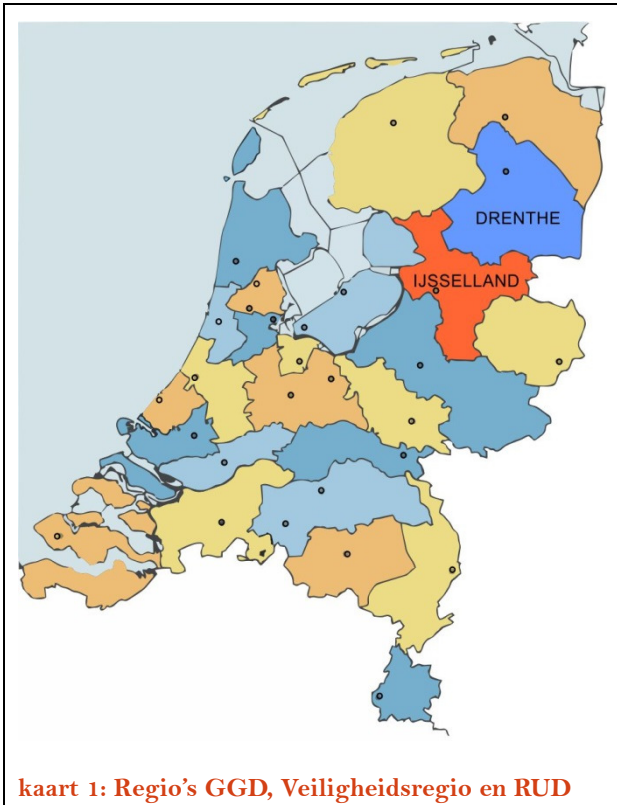 DRENTHE
IJSSELLAND
kaart 1: Regio’s GGD, Veiligheidsregio en RUD